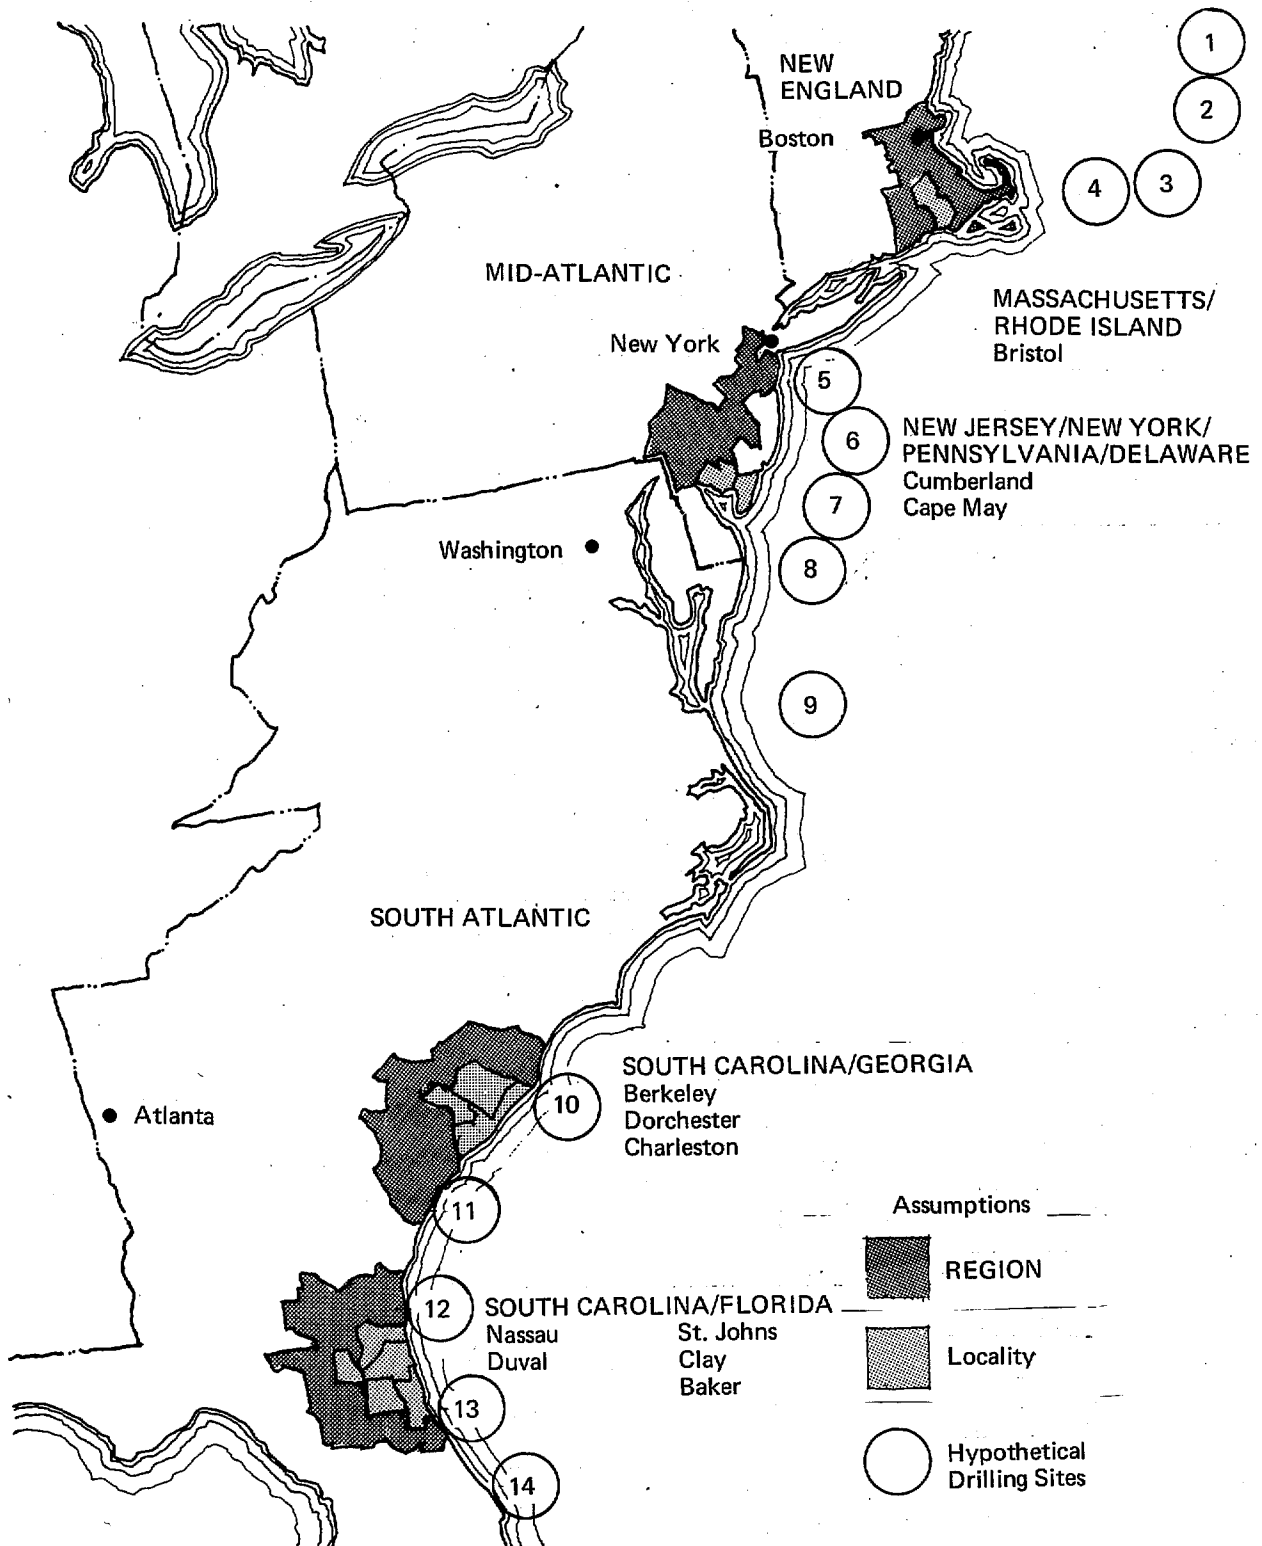 1
NEW
ENGLAND
2
Boston
4
3
MID-ATLANTIC
MASSACHUSETTS/
RHODE ISLAND
Bristol
New York
5
6
NEW JERSEY/NEW YORK/
PENNSYLVANIA/DELAWARE
Cumberland
Cape May
7
Washington
8
9
SOUTH ATLANTIC
SOUTH CAROLINA/GEORGIA
Berkeley
Dorchester
Charleston
10
Atlanta
11
Assumptions
REGION
12
SOUTH CAROLINA/FLORIDA
Nassau
Duval
St. Johns
Clay
Baker
Locality
13
Hypothetical
Drilling Sites
14